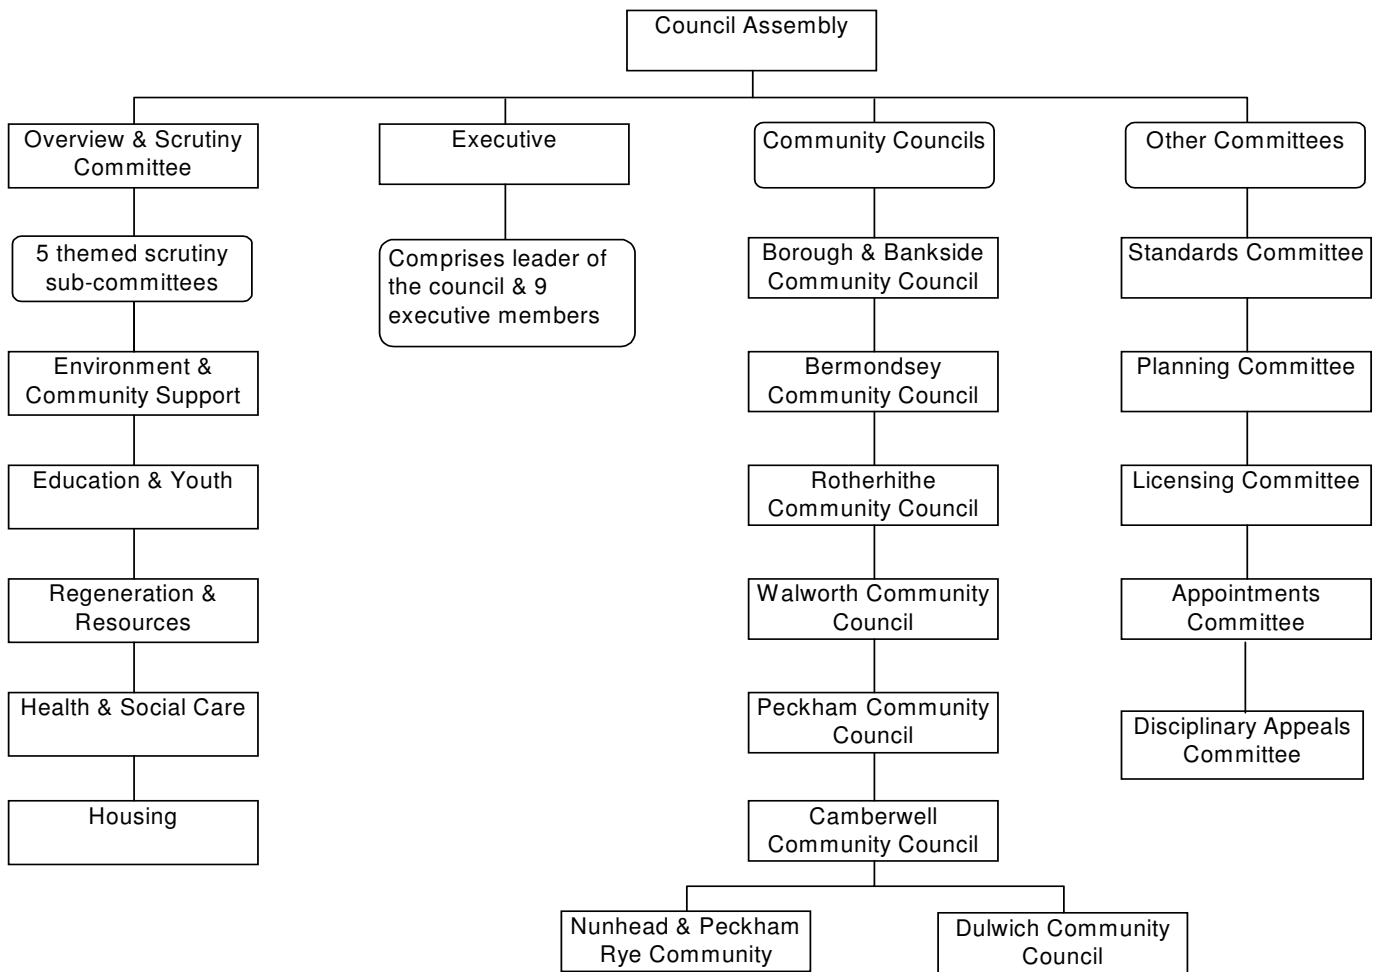 Council Assembly
Overview & Scrutiny
Committee
Executive
Community Councils
Other Committees
5 themed scrutiny
sub-committees
Comprises leader of
the council & 9
executive members
Borough & Bankside
Community Council
Standards Committee
Environment &
Community Support
Bermondsey
Community Council
Planning Committee
Education & Youth
Rotherhithe
Community Council
Licensing Committee
Regeneration &
Resources
Walworth Community
Council
Appointments
Committee
Health & Social Care
Peckham Community
Council
Disciplinary Appeals
Committee
Housing
Camberwell
Community Council
Nunhead & Peckham
Rye Community
Dulwich Community
Council